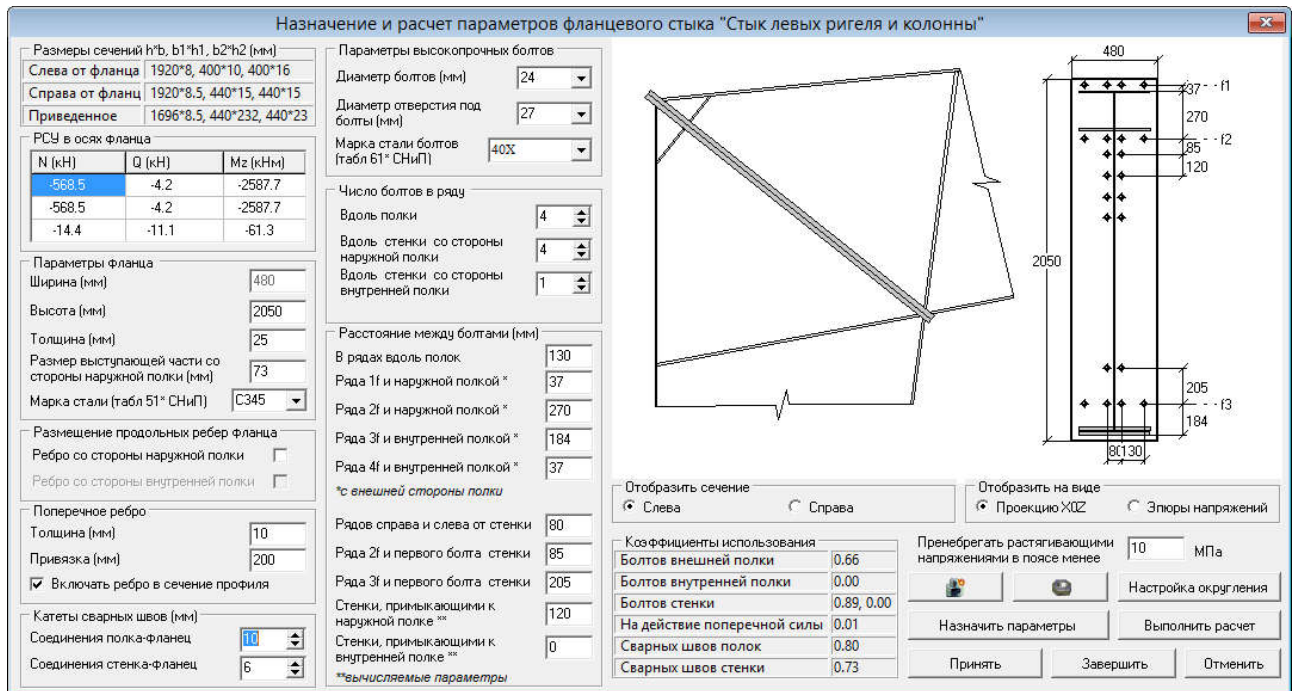 Назначение и расчет параметров фланцевого стыка "Стык левых ригеля и колонны"
Размеры сечений h*b, b1*h1, b2*h2 (мм)
Слева от фланца 1920*8, 400*10, 400*16
Справа от фланц 1920*8.5, 440*15, 440*15
Приведенное 1696*8.5, 440*232, 440*23
РСУ в осях фланца
N (кН) Q (кН) Mz (кНм)
-568.5 -4.2 -2587.7
-568.5 -4.2 -2587.7
-14.4 -11.1 -61.3
Параметры фланца
Ширина (мм) 480
Высота (мм) 2050
Толщина (мм) 25
Размер выступающей части со
стороны наружной полки (мм) 73
Марка стали (табл 51* СНиП) С345
Размещение продольных ребер фланца
Ребро со стороны наружной полки
Ребро со стороны внутренней полки
Поперечное ребро
Толщина (мм) 10
Привязка (мм) 200
Включать ребро в сечение профиля
Катеты сварных швов (мм)
Соединения полка-фланец 10
Соединения стенка-фланец 6
Параметры высокопрочных болтов
Диаметр болтов (мм) 24
Диаметр отверстия под
болты (мм) 27
Марка стали болтов
(табл 61* СНиП) 40X
Число болтов в ряду
Вдоль полки 4
Вдоль стенки со стороны
наружной полки 4
Вдоль стенки со стороны
внутренней полки 1
Расстояние между болтами (мм)
В рядах вдоль полок 130
Ряда 1f и наружной полкой * 37
Ряда 2f и наружной полкой * 270
Ряда 3f и внутренней полкой * 184
Ряда 4f и внутренней полкой * 37
*с внешней стороны полки
Рядов справа и слева от стенки 80
Ряда 2f и первого болта стенки 85
Ряда 3f и первого болта стенки 205
Стенки, примыкающими к
наружной полке ** 120
Стенки, примыкающими к
внутренней полке ** 0
**вычисляемые параметры
480
37 f1
270
f2
85
120
2050
205
f3
184
80 130
Отобразить сечение
Слева Справа
Отобразить на виде
Проекцию X0Z Эпюры напряжений
Коэффициенты использования
Болтов внешней полки 0.66
Болтов внутренней полки 0.00
Болтов стенки 0.89, 0.00
На действие поперечной силы 0.01
Сварных швов полок 0.80
Сварных швов стенки 0.73
Пренебрегать растягивающими
напряжениями в поясе менее 10 МПа
Настройка округления
Назначить параметры Выполнить расчет
Принять Завершить Отменить